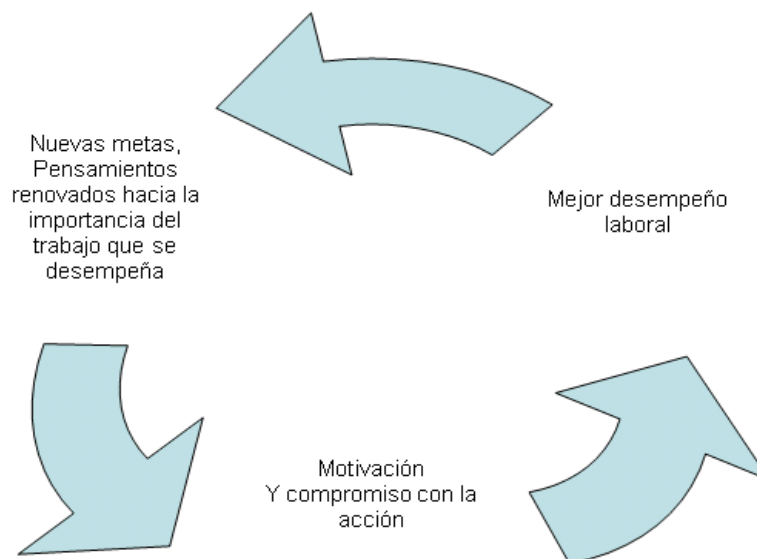 Nuevas metas,
Pensamientos
renovados hacia la
importancia del
trabajo que se
desempeña
Mejor desempeño
laboral
Motivación
Y compromiso con la
acción